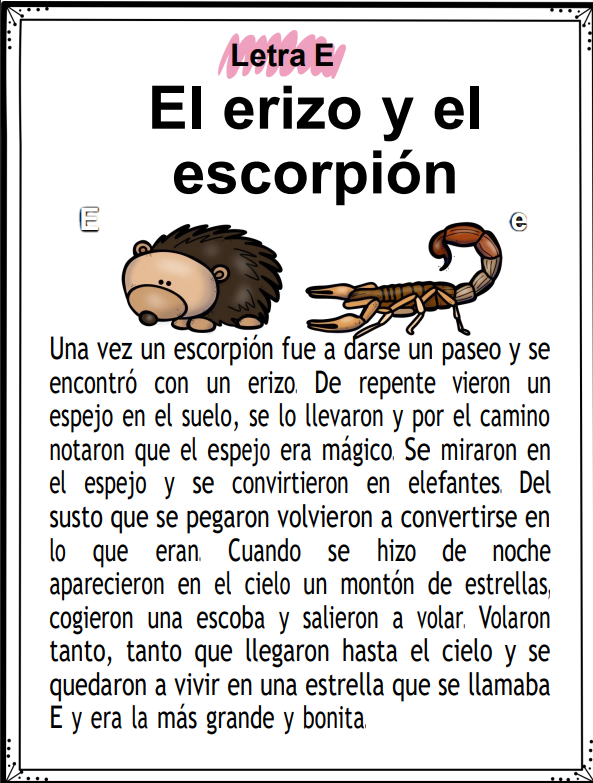 Letra E
El erizo y el
escorpión
E
e
Una vez un escorpión fue a darse un paseo y se
encontró con un erizo. De repente vieron un
espejo en el suelo, se lo llevaron y por el camino
notaron que el espejo era mágico. Se miraron en
el espejo y se convirtieron en elefantes. Del
susto que se pegaron volvieron a convertirse en
lo que eran. Cuando se hizo de noche
aparecieron en el cielo un montón de estrellas,
cogieron una escoba y salieron a volar. Volaron
tanto, tanto que llegaron hasta el cielo y se
quedaron a vivir en una estrella que se llamaba
E y era la más grande y bonita.